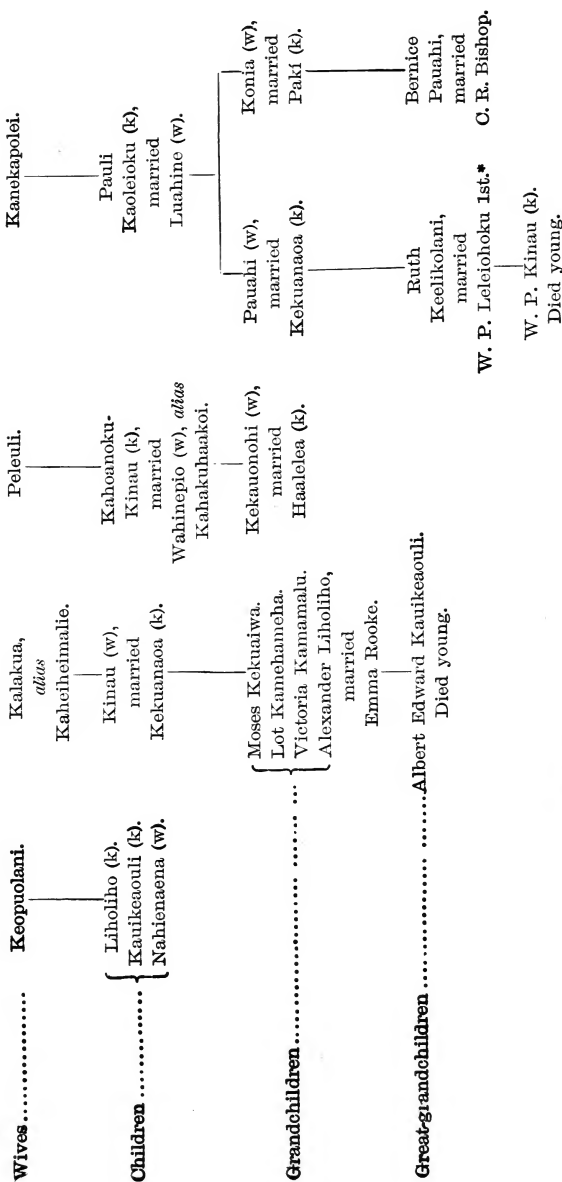 Wives ................
Keopuolani.
Kalakua,
alias
Kaheiheimalie.
Peleuli.
Kanekapolei.
Children .............
Liholiho (k).
Kauikeaouli (k).
Nahienaena (w).
Kinau (w),
married
Kekuanaoa (k).
Kahoanoku-
Kinau (k),
married
Wahinepio (w), alias
Kahakuhaakoi.
Pauli
Kaoleioku (k),
married
Luahine (w).
Grandchildren ......................... ...... ...
Moses Kekuaiwa.
Lot Kamehameha.
Victoria Kamamalu.
Alexander Liholiho,
married
Emma Rooke.
Kekauonohi (w),
married
Haalelea (k).
Pauahi (w),
married
Kekuanaoa (k).
Konia (w),
married
Paki (k).
Great-grandchildren ..................... ........
Albert Edward Kauikeaouli.
Died young.
Ruth
Keelikolani,
married
W. P. Leleiohoku 1st.*
W. P. Kinau (k).
Died young.
Bernice
Pauahi,
married
C. R. Bishop.